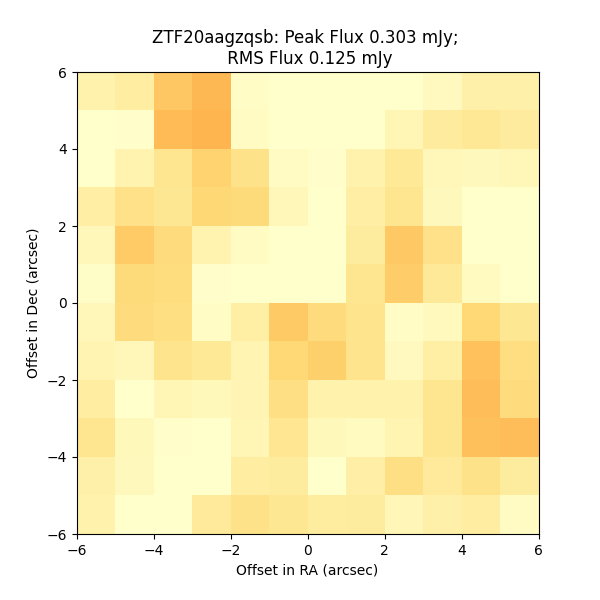 ZTF20aagzqsb: Peak Flux 0.303 mJy;
RMS Flux 0.125 mJy
6
4
2
0
−2
−4
−6
Offset in Dec (arcsec)
−6 −4 −2 0 2 4 6
Offset in RA (arcsec)